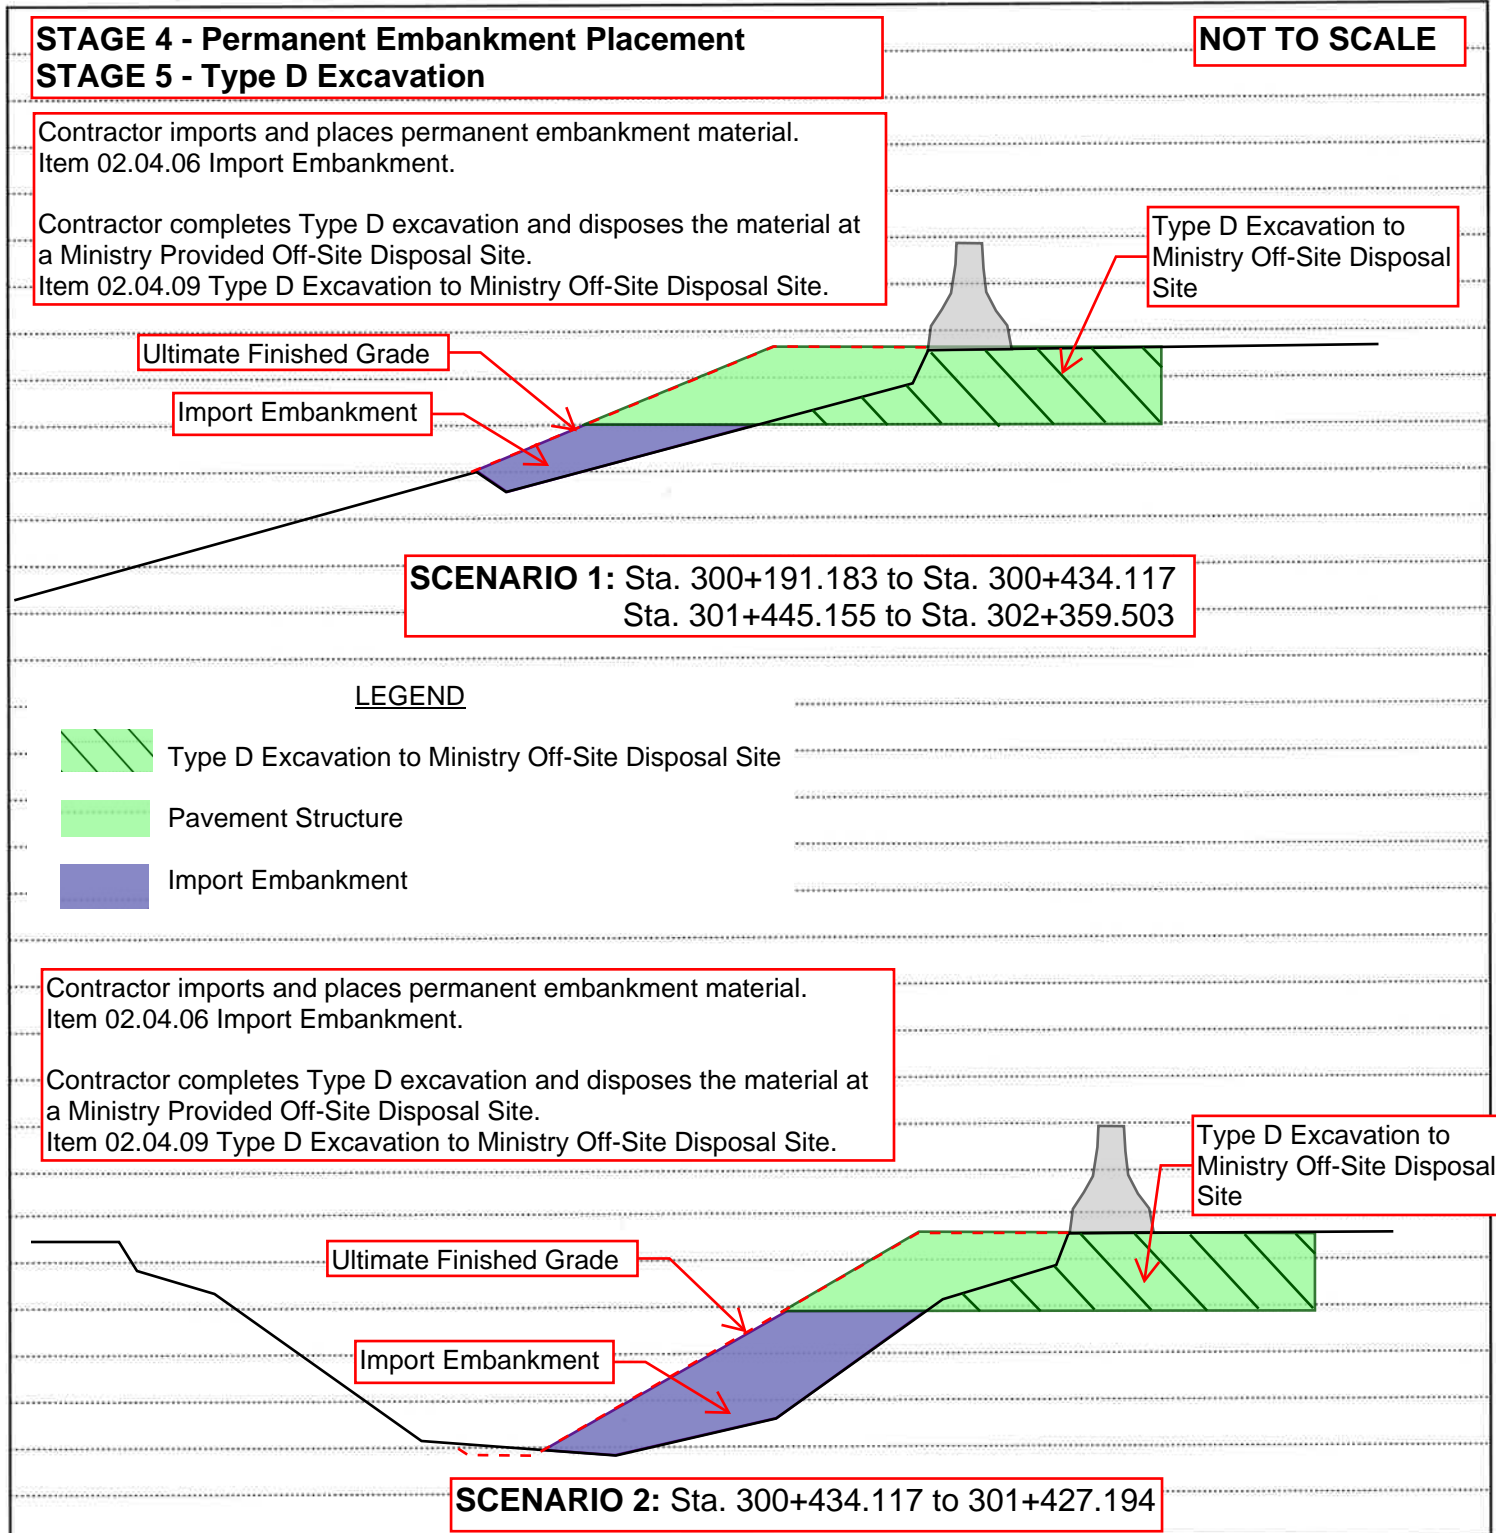 STAGE 4 - Permanent Embankment Placement
STAGE 5 - Type D Excavation
NOT TO SCALE
Contractor imports and places permanent embankment material.
Item 02.04.06 Import Embankment.
Contractor completes Type D excavation and disposes the material at
a Ministry Provided Off-Site Disposal Site.
Item 02.04.09 Type D Excavation to Ministry Off-Site Disposal Site.
Type D Excavation to
Ministry Off-Site Disposal
Site
Ultimate Finished Grade
Import Embankment
SCENARIO 1: Sta. 300+191.183 to Sta. 300+434.117
Sta. 301+445.155 to Sta. 302+359.503
LEGEND
Type D Excavation to Ministry Off-Site Disposal Site
Pavement Structure
Import Embankment
Contractor imports and places permanent embankment material.
Item 02.04.06 Import Embankment.
Contractor completes Type D excavation and disposes the material at
a Ministry Provided Off-Site Disposal Site.
Item 02.04.09 Type D Excavation to Ministry Off-Site Disposal Site.
Type D Excavation to
Ministry Off-Site Disposal
Site
Ultimate Finished Grade
Import Embankment
SCENARIO 2: Sta. 300+434.117 to 301+427.194